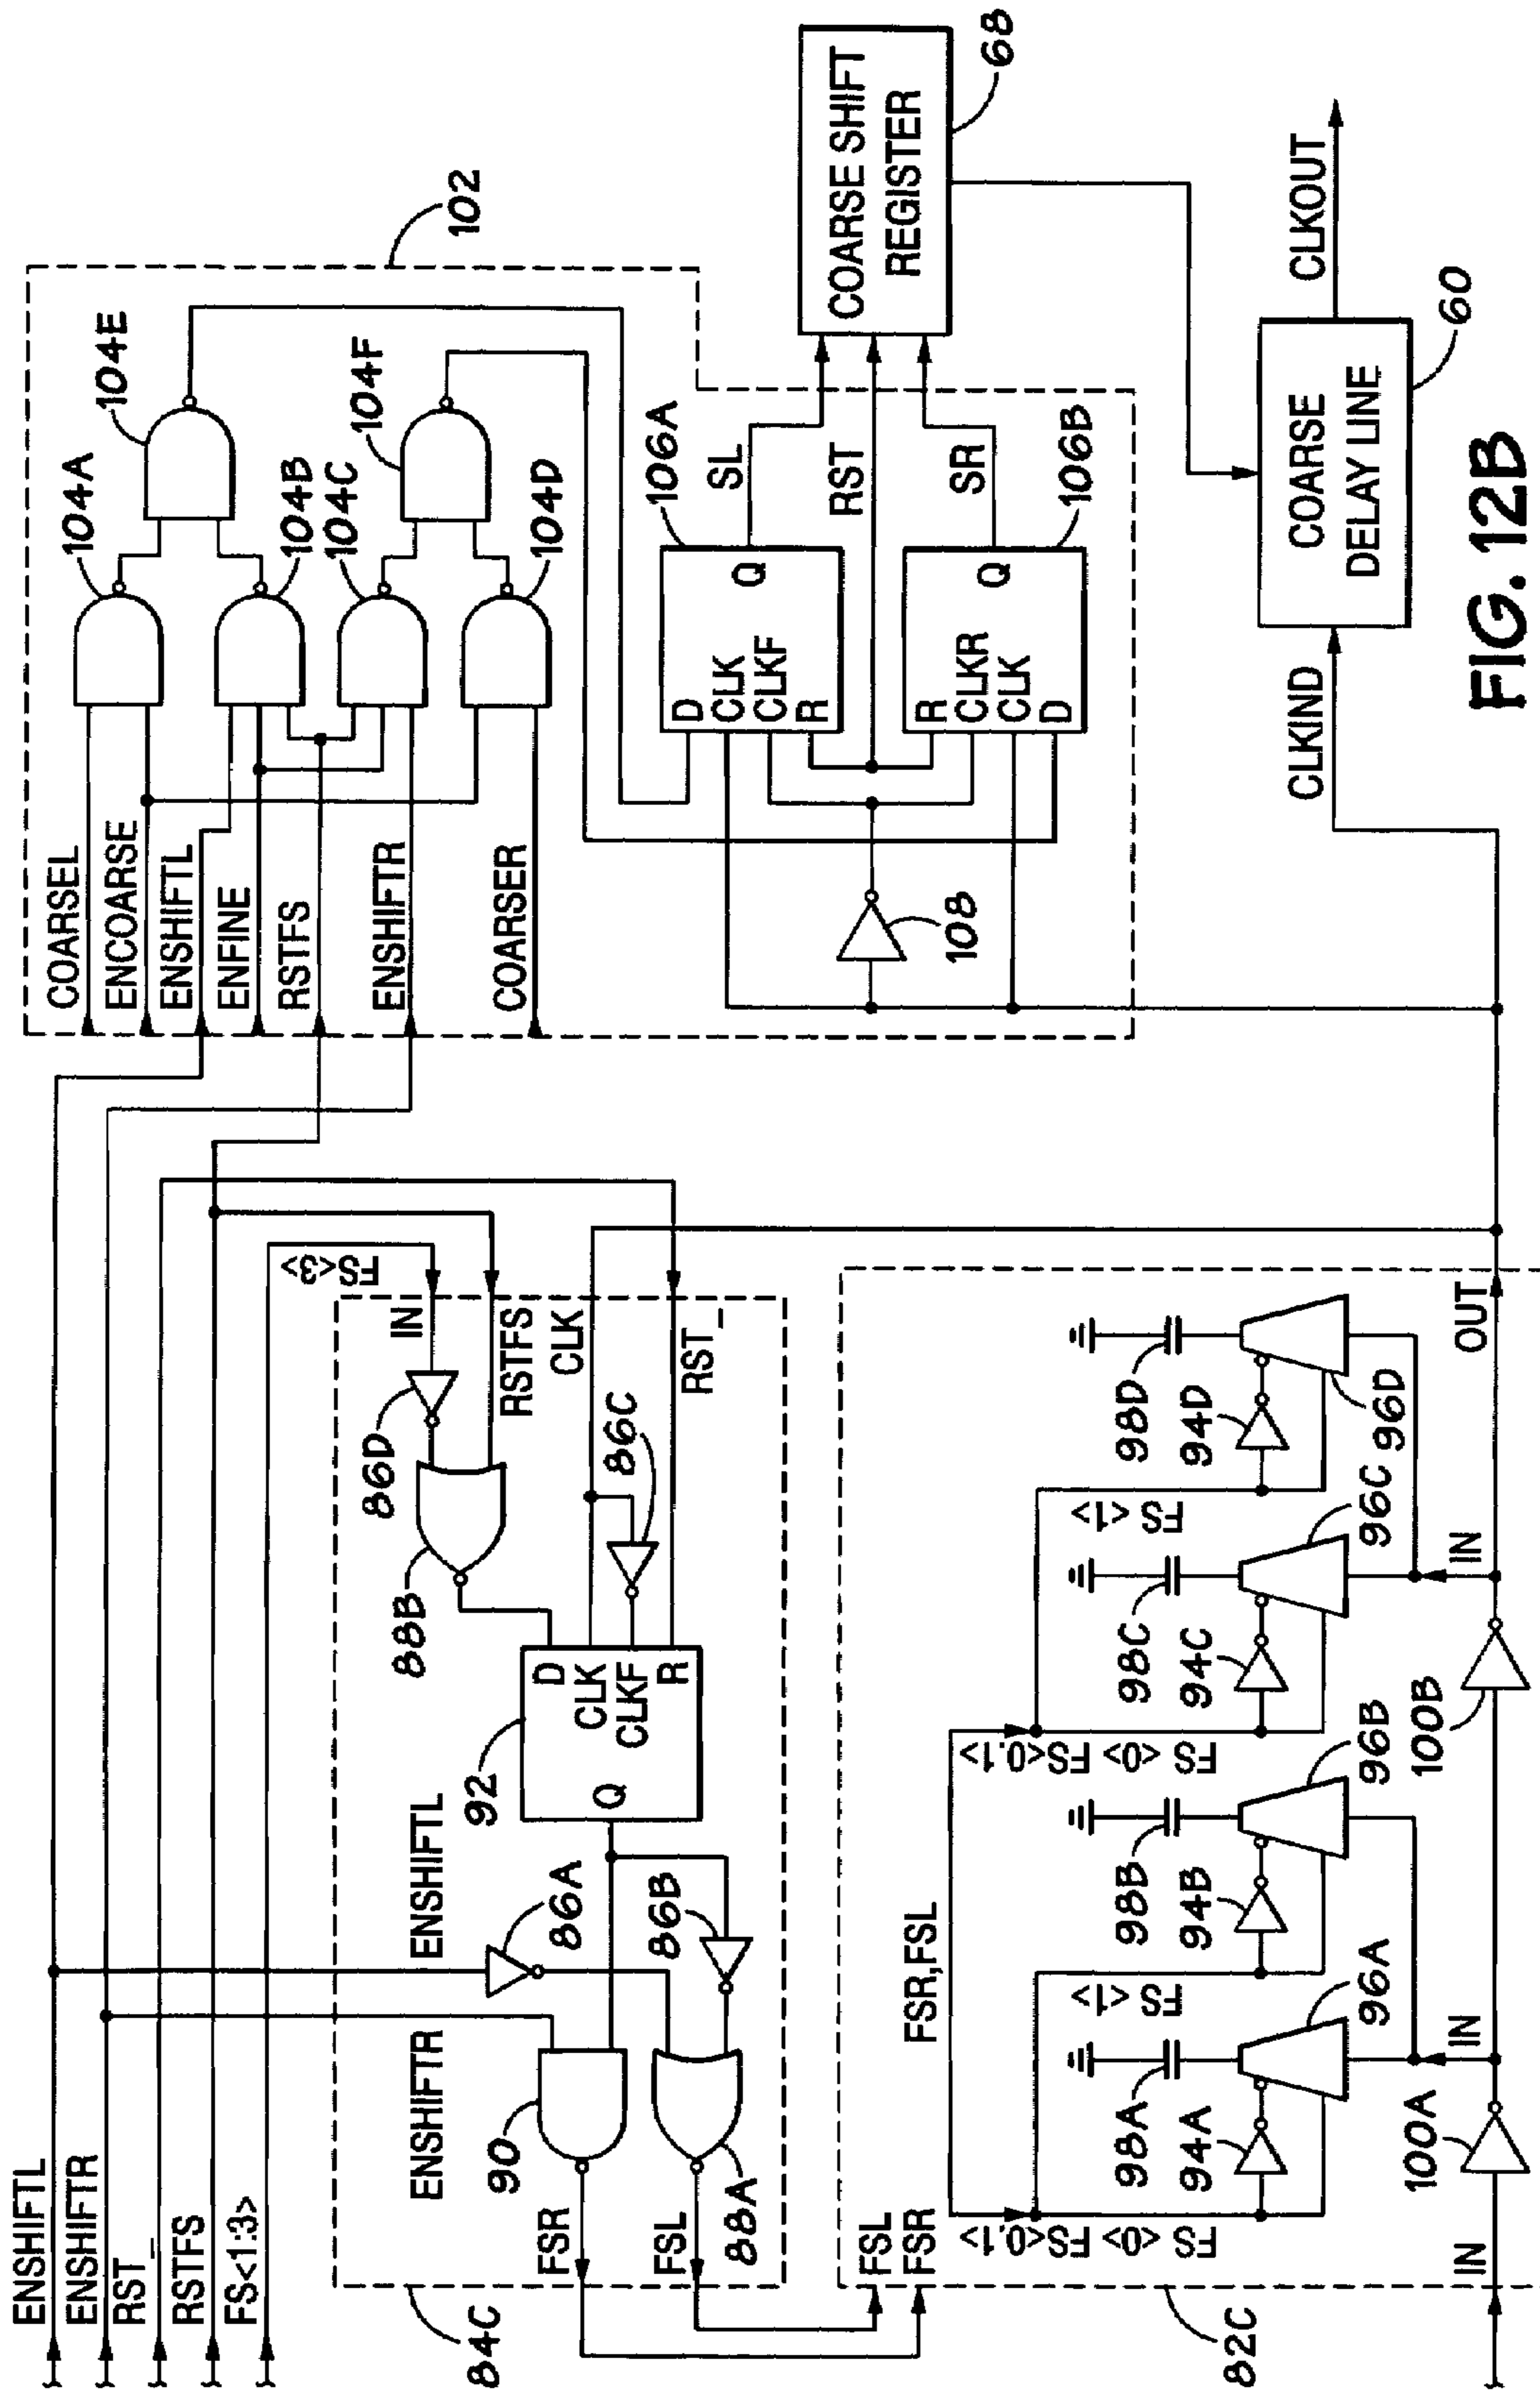 ENSHIFTL
ENSHIFTR
RST_
RSTFS
FS<1:3>
84C
ENSHIFTR
90
FSR
FSL
88A
ENSHIFTL
86A
86B
92
Q
D
CLK
CLKF
R
88B
86D
86C
IN
RSTFS
CLK
RST_
FS<3>
FSL
FSR
82C
IN
FSR,FSL
FS<0.1>
FS <0>
98A
94A
96A
100A
IN
FS <1>
98B
94B
96B
100B
FS<0.1>
FS <0>
98C
94C
96C
IN
FS <1>
98D
94D
96D
OUT
COARSEL
ENCOARSE
ENSHIFTL
ENFINE
RSTFS
ENSHIFTR
COARSER
104A
104B
104C
104D
104E
104F
102
108
D
CLK
CLKF
R
Q
106A
R
CLKR
CLK
D
Q
106B
SL
RST
SR
COARSE SHIFT
REGISTER
68
CLKIND
COARSE
DELAY LINE
60
CLKOUT
FIG. 12B